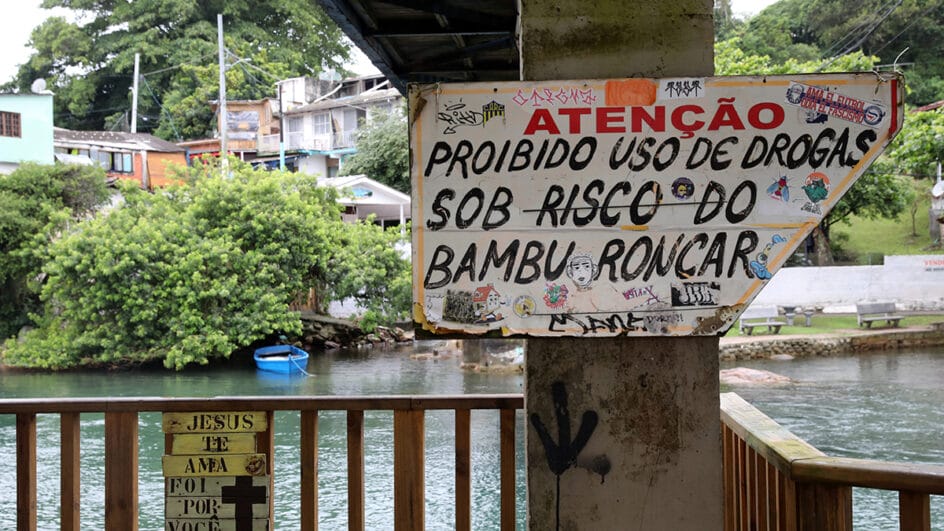 ATENÇÃO
PROIBIDO USO DE DROGAS
SOB RISCO DO
BAMBU RONCAR
JESUS
TE
AMA
FOI
POR
VOCÊ